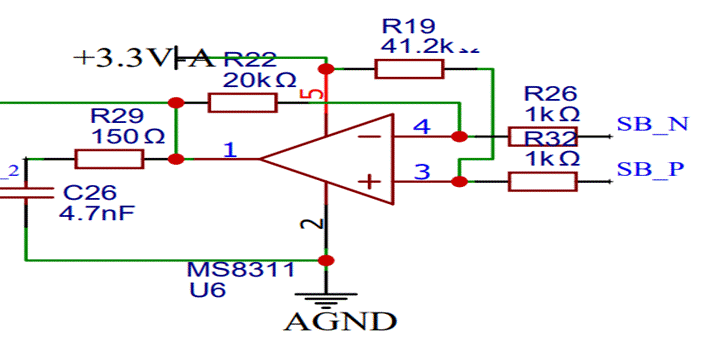 R19
41.2k
+3.3V_A
R22
20kΩ
5
R26
1kΩ
R29
150Ω
4
SB_N
R32
1kΩ
1
3
SB_P
_2
C26
4.7nF
2
MS8311
U6
AGND